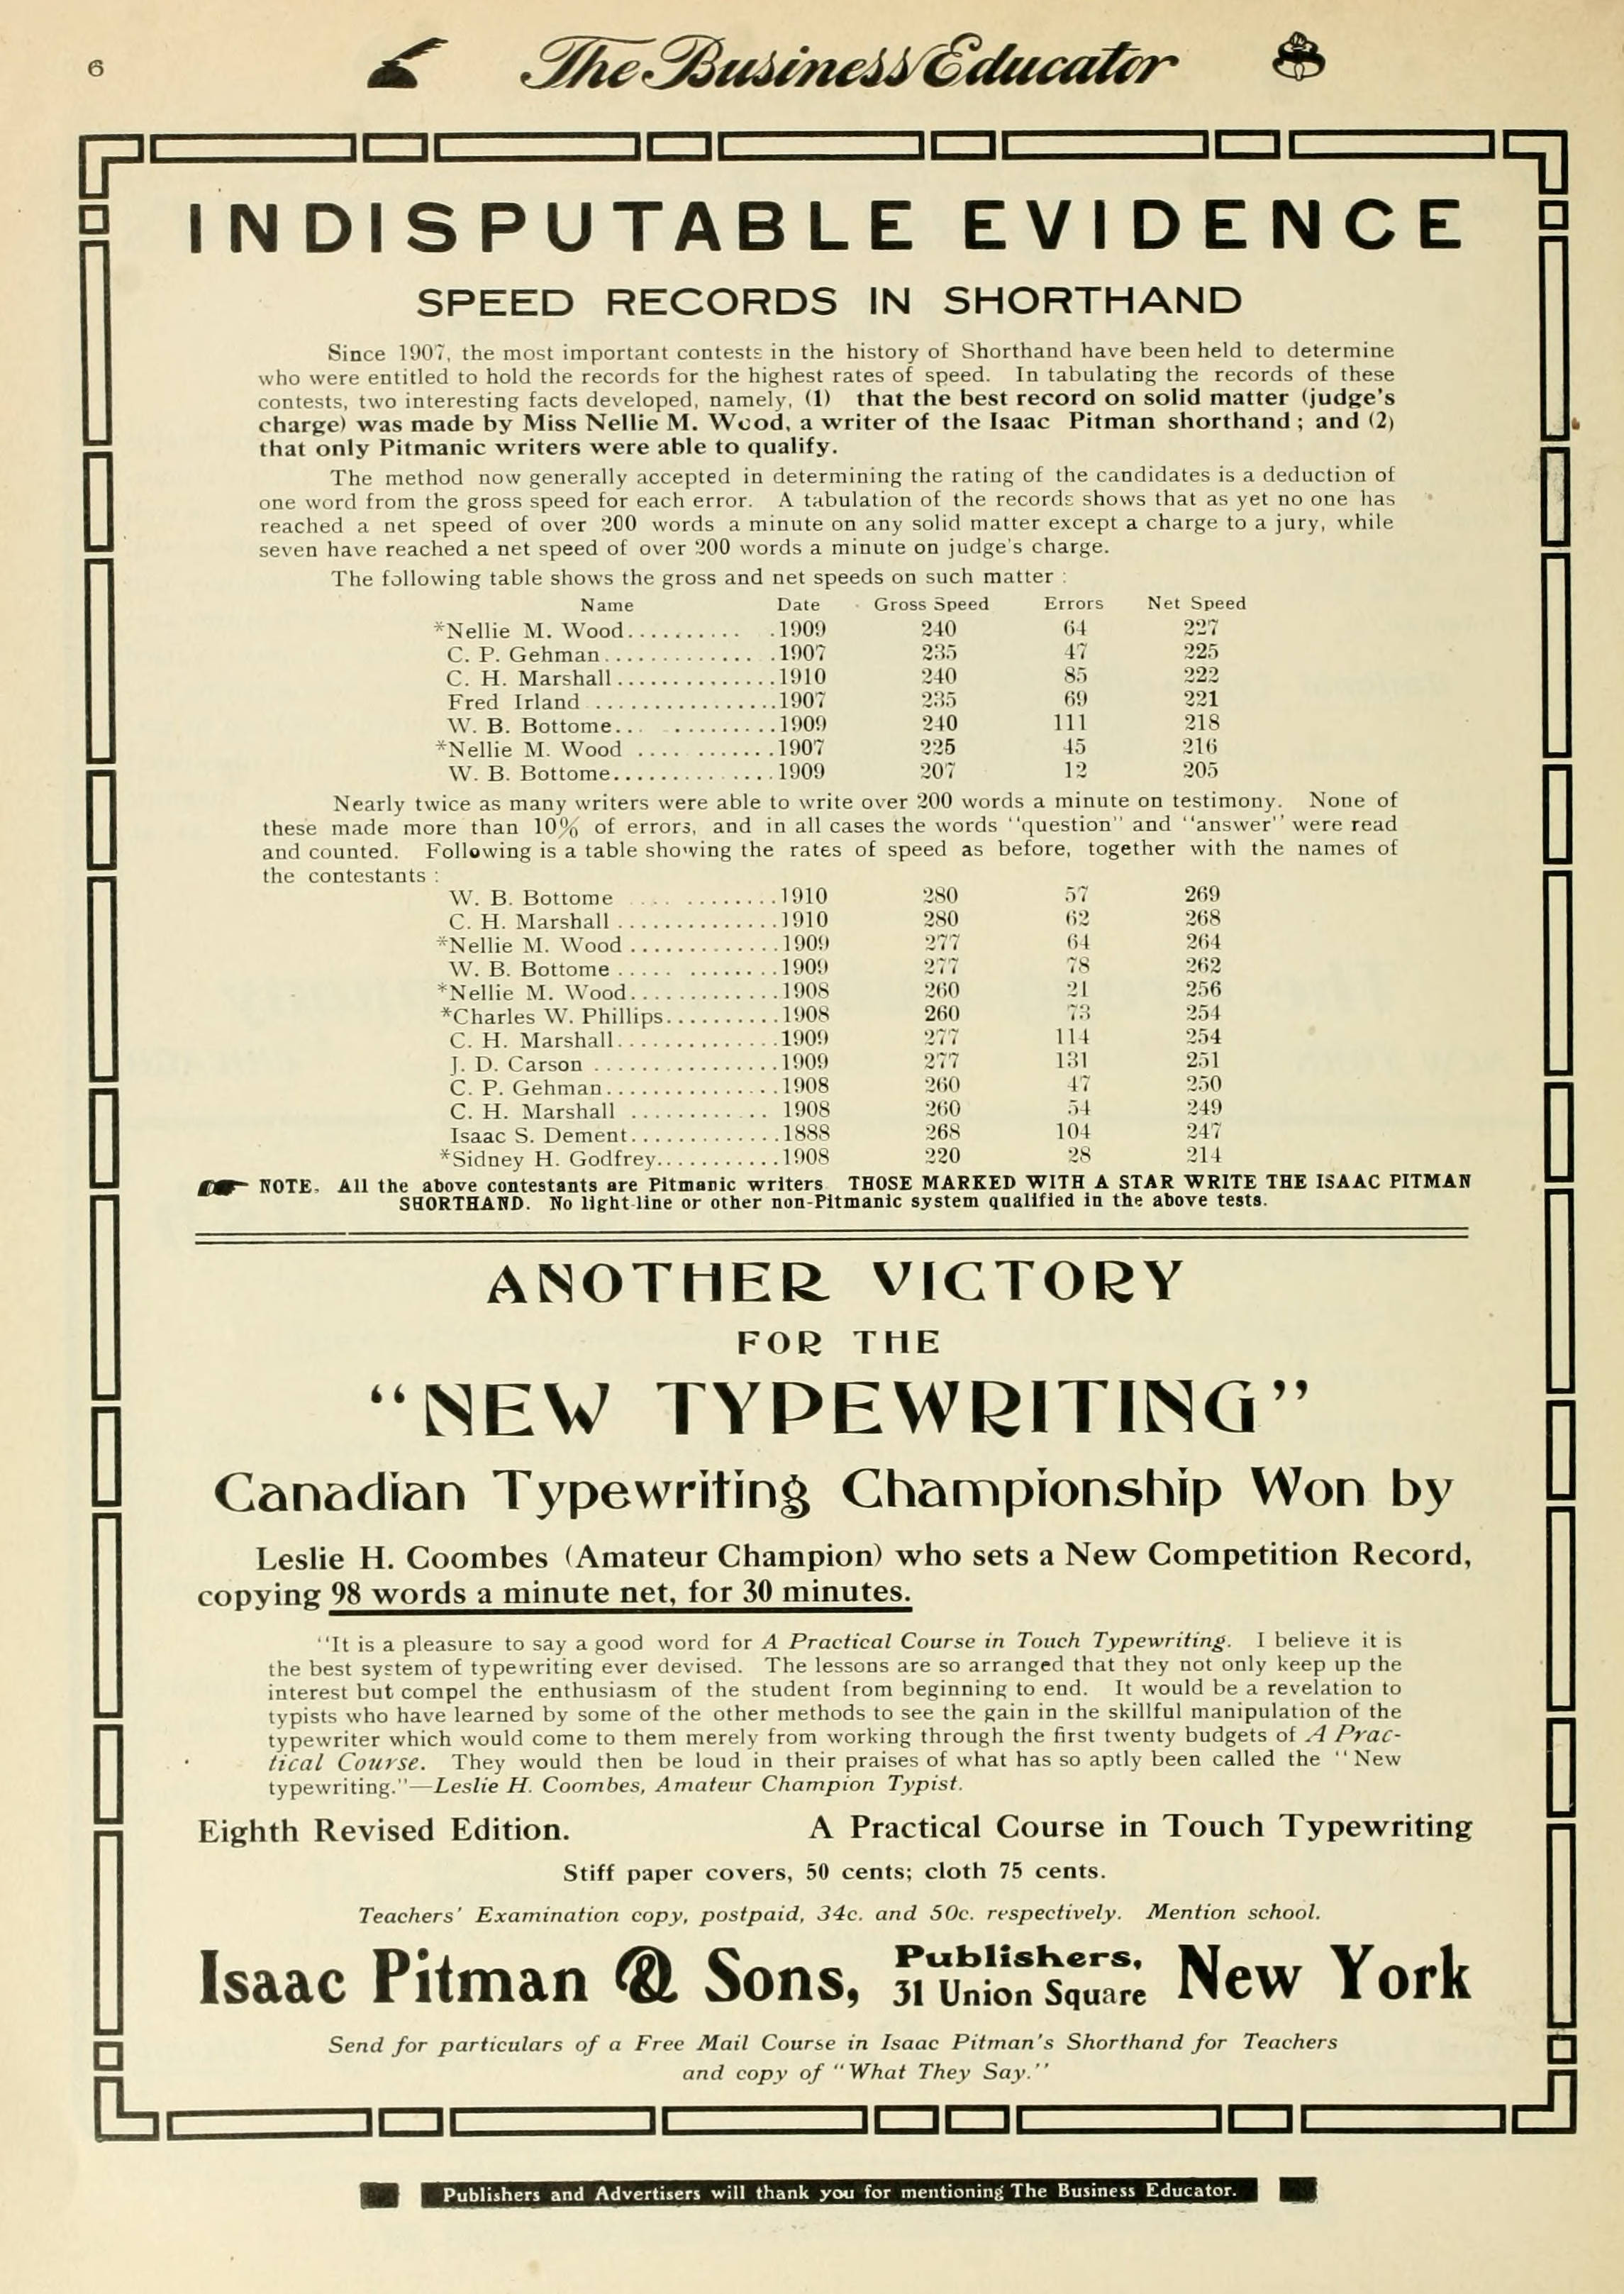 6
The Business Educator
INDISPUTABLE EVIDENCE
SPEED RECORDS IN SHORTHAND
Since 1907, the most important contests in the history of Shorthand have been held to determine
who were entitled to hold the records for the highest rates of speed. In tabulating the records of these
contests, two interesting facts developed, namely, (1) that the best record on solid matter (judge's
charge) was made by Miss Nellie M. Wood, a writer of the Isaac Pitman shorthand; and (2)
that only Pitmanic writers were able to qualify.
The method now generally accepted in determining the rating of the candidates is a deduction of
one word from the gross speed for each error. A tabulation of the records shows that as yet no one has
reached a net speed of over 200 words a minute on any solid matter except a charge to a jury, while
seven have reached a net speed of over 200 words a minute on judge's charge.
The following table shows the gross and net speeds on such matter :
Name Date Gross Speed Errors Net Speed
*Nellie M. Wood.......... .1909 240 64 227
C. P. Gehman...............1907 235 47 225
C. H. Marshall..............1910 240 85 222
Fred Irland ................1907 235 69 221
W. B. Bottome... ..........1909 240 111 218
*Nellie M. Wood .... ........1907 225 45 216
W. B. Bottome..............1909 207 12 205
Nearly twice as many writers were able to write over 200 words a minute on testimony. None of
these made more than 10% of errors, and in all cases the words "question" and "answer" were read
and counted. Following is a table showing the rates of speed as before, together with the names of
the contestants :
W. B. Bottome .... .........1910 280 57 269
C. H. Marshall ..............1910 280 62 268
*Nellie M. Wood .............1909 277 64 264
W. B. Bottome ..... .........1909 277 78 262
*Nellie M. Wood.............1908 260 21 256
*Charles W. Phillips...........1908 260 73 254
C. H. Marshall..............1909 277 114 254
J. D. Carson ................1909 277 131 251
C. P. Gehman...............1908 260 47 250
C. H. Marshall ............. 1908 260 54 249
Isaac S. Dement.............1888 268 104 247
*Sidney H. Godfrey...........1908 220 28 214
NOTE. All the above contestants are Pitmanic writers THOSE MARKED WITH A STAR WRITE THE ISAAC PITMAN
SHORTHAND. No light-line or other non-Pitmanic system qualified in the above tests.
ANOTHER VICTORY
FOR THE
"NEW TYPEWRITING"
Canadian Typewriting Championship Won by
Leslie H. Coombes (Amateur Champion) who sets a New Competition Record,
copying 98 words a minute net, for 30 minutes.
"It is a pleasure to say a good word for A Practical Course in Touch Typewriting. I believe it is
the best system of typewriting ever devised. The lessons are so arranged that they not only keep up the
interest but compel the enthusiasm of the student from beginning to end. It would be a revelation to
typists who have learned by some of the other methods to see the gain in the skillful manipulation of the
typewriter which would come to them merely from working through the first twenty budgets of A Prac-
tical Course. They would then be loud in their praises of what has so aptly been called the "New
typewriting."—Leslie H. Coombes, Amateur Champion Typist.
Eighth Revised Edition. A Practical Course in Touch Typewriting
Stiff paper covers, 50 cents; cloth 75 cents.
Teachers' Examination copy, postpaid, 34c. and 50c. respectively. Mention school.
Isaac Pitman & Sons, Publishers, 31 Union Square New York
Send for particulars of a Free Mail Course in Isaac Pitman's Shorthand for Teachers
and copy of "What They Say."
Publishers and Advertisers will thank you for mentioning The Business Educator.